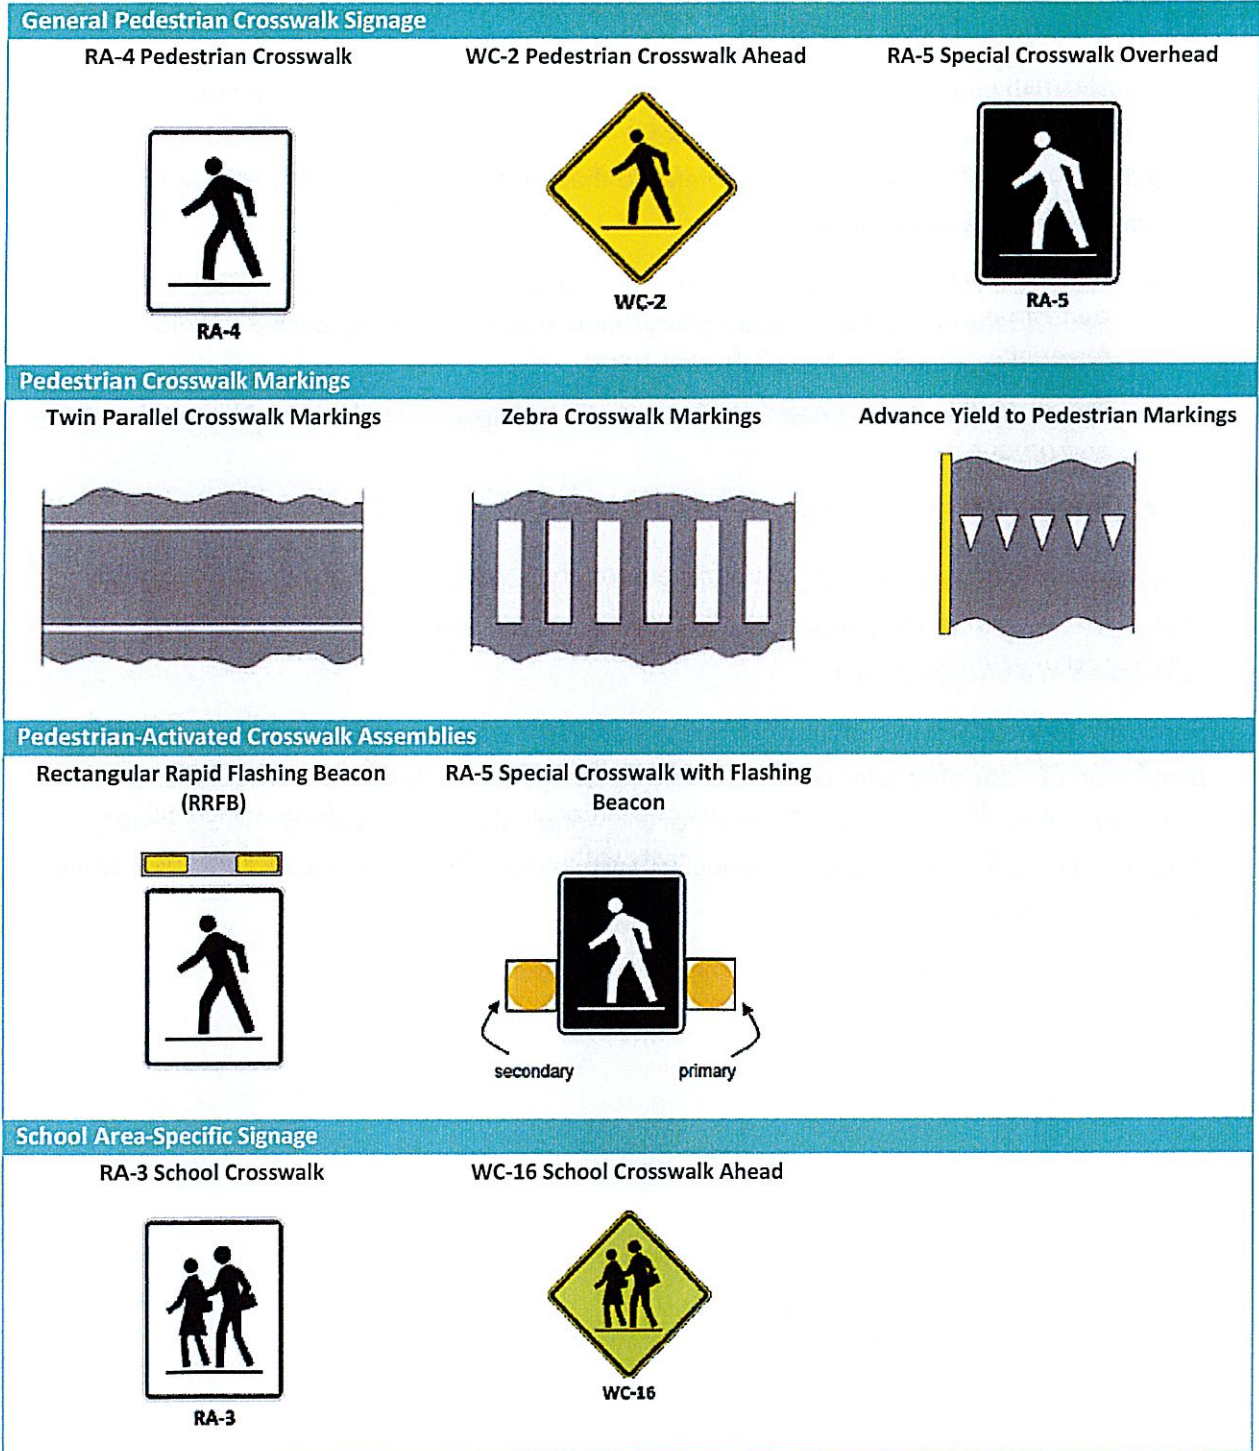 General Pedestrian Crosswalk Signage
RA-4 Pedestrian Crosswalk
WC-2 Pedestrian Crosswalk Ahead
RA-5 Special Crosswalk Overhead
RA-4
WC-2
RA-5
Pedestrian Crosswalk Markings
Twin Parallel Crosswalk Markings
Zebra Crosswalk Markings
Advance Yield to Pedestrian Markings
Pedestrian-Activated Crosswalk Assemblies
Rectangular Rapid Flashing Beacon
(RRFB)
RA-5 Special Crosswalk with Flashing
Beacon
secondary
primary
School Area-Specific Signage
RA-3 School Crosswalk
WC-16 School Crosswalk Ahead
RA-3
WC-16